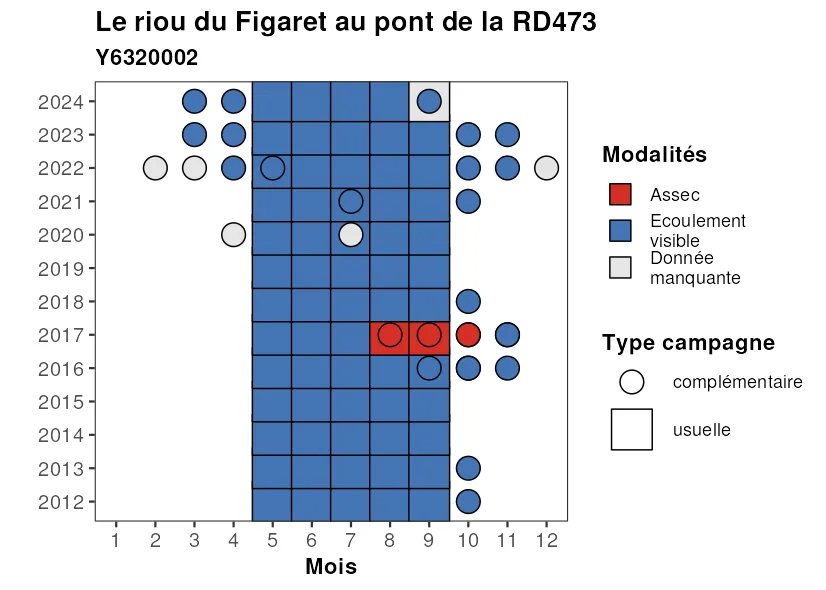 Le riou du Figaret au pont de la RD473
Y6320002
2024
2023
2022
2021
2020
2019
2018
2017
2016
2015
2014
2013
2012
1 2 3 4 5 6 7 8 9 10 11 12
Mois
Modalités
Assec
Ecoulement
visible
Donnée
manquante
Type campagne
complémentaire
usuelle